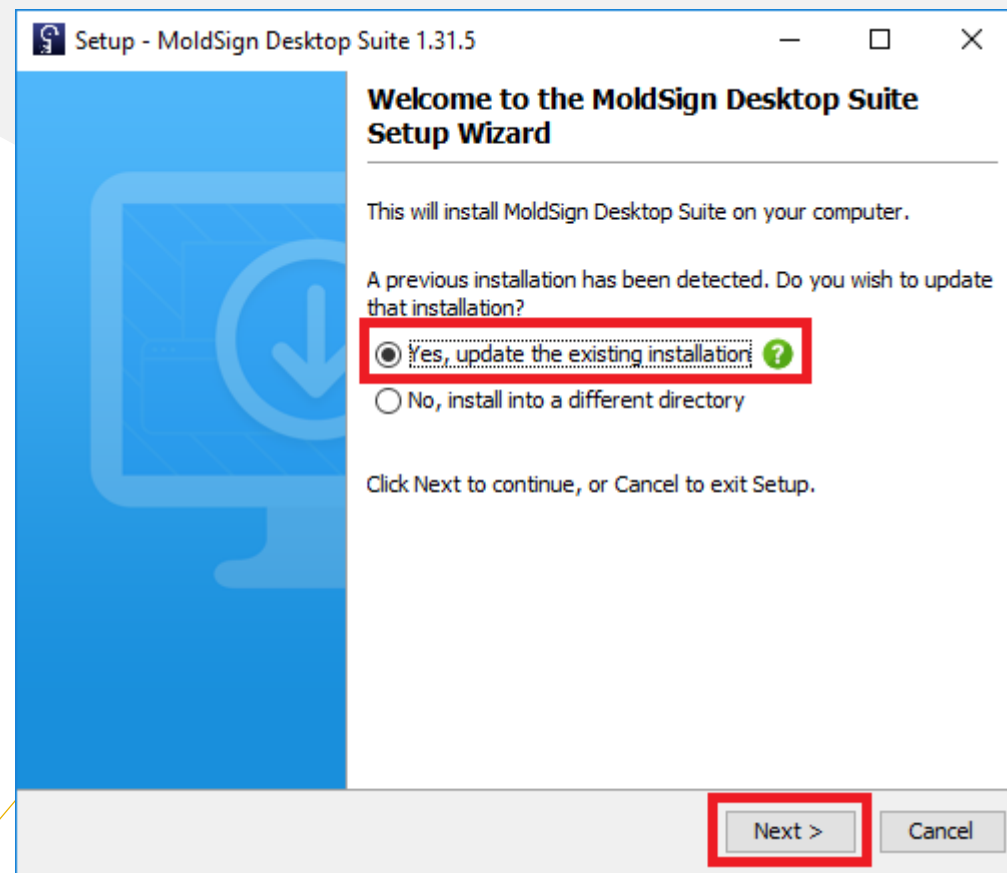 Setup - MoldSign Desktop Suite 1.31.5
Welcome to the MoldSign Desktop Suite
Setup Wizard
This will install MoldSign Desktop Suite on your computer.
A previous installation has been detected. Do you wish to update
that installation?
Yes, update the existing installation ?
No, install into a different directory
Click Next to continue, or Cancel to exit Setup.
Next >
Cancel